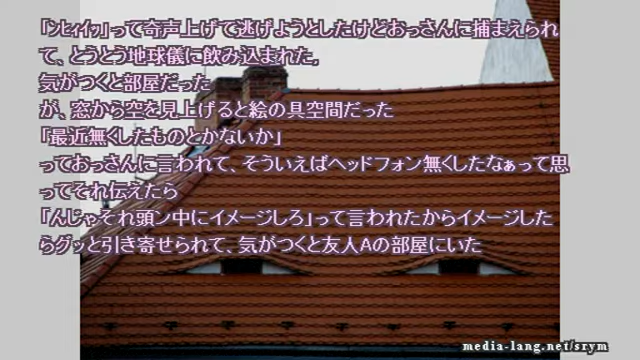 「ﾝﾋｨｲｯ」って奇声上げて逃げようとしたけどおっさんに捕まえられ
て、とうとう地球儀に飲み込まれた.
気がつくと部屋だった
が、窓から空を見上げると絵の具空間だった
「最近無くしたものとかないか」
っておっさんに言われて、そういえばヘッドフォン無くしたなぁって思
ってそれ伝えたら
「んじゃそれ頭ン中にイメージしろ」って言われたからイメージした
らグッと引き寄せられて、気がつくと友人Aの部屋にいた
media-lang.net/srym